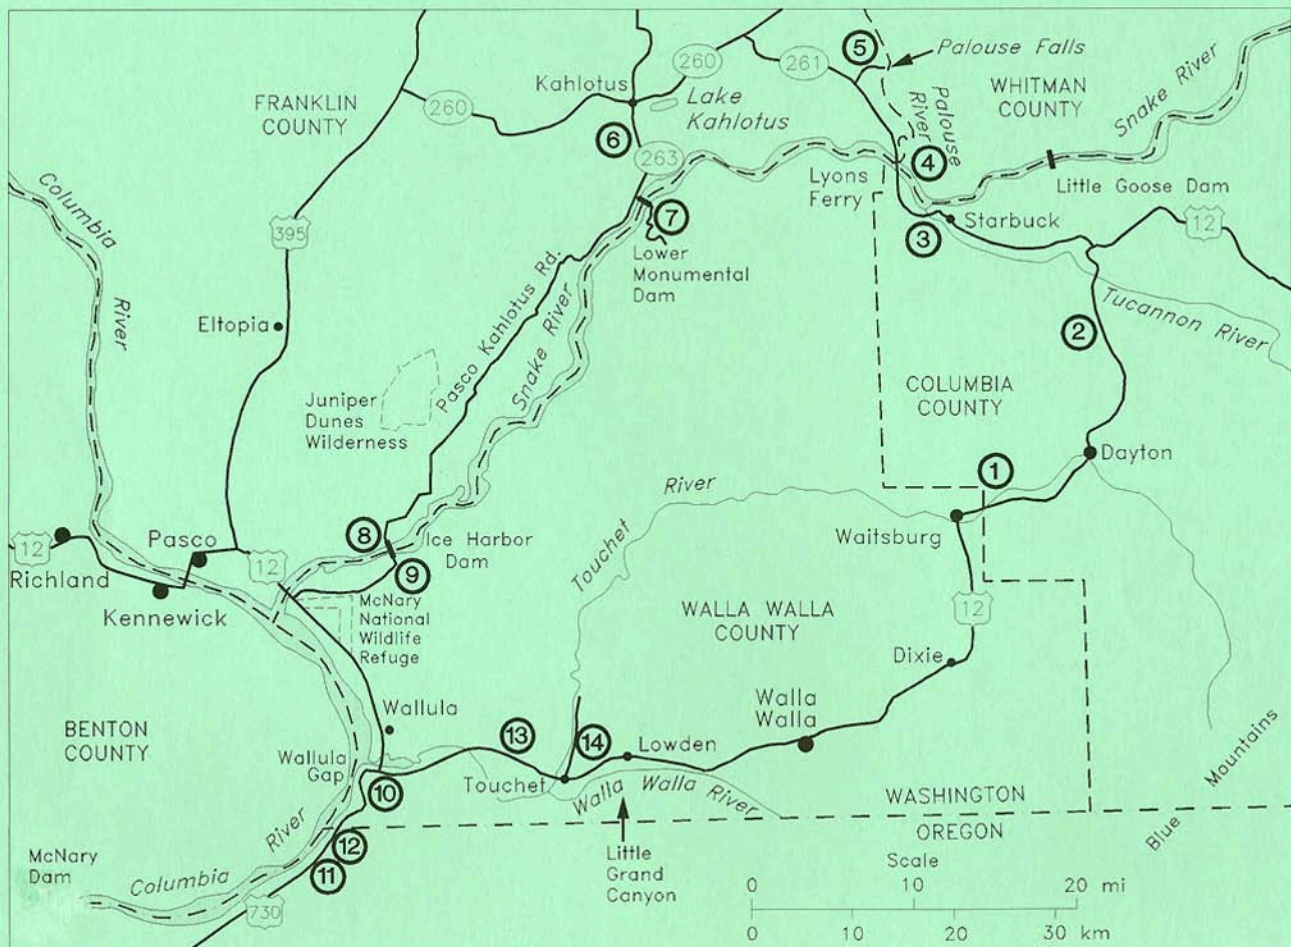 5
Palouse Falls
260
261
Kahlotus
WHITMAN
COUNTY
Snake River
FRANKLIN
COUNTY
260
Lake
Kahlotus
Palouse
River
6
263
4
Columbia
River
Lyons
Ferry
Little Goose Dam
395
7
Starbuck
12
3
Lower
Monumental
Dam
Pasco Kahlotus Rd.
Snake River
Tucannon River
Eltopia
2
Juniper
Dunes
Wilderness
COLUMBIA
COUNTY
Dayton
1
River
Touchet
Waitsburg
8
Ice Harbor
Dam
12
Pasco
12
Richland
9
Kennewick
McNary
National
Wildlife
Refuge
WALLA WALLA
COUNTY
12
Dixie
Walla
Walla
Wallula
BENTON
COUNTY
13
14
Lowden
Wallula
Gap
Touchet
10
Walla Walla River
WASHINGTON
OREGON
Blue
Mountains
River
12
11
McNary
Dam
Columbia
730
Little
Grand
Canyon
Scale
0 10 20 mi
0 10 20 30 km